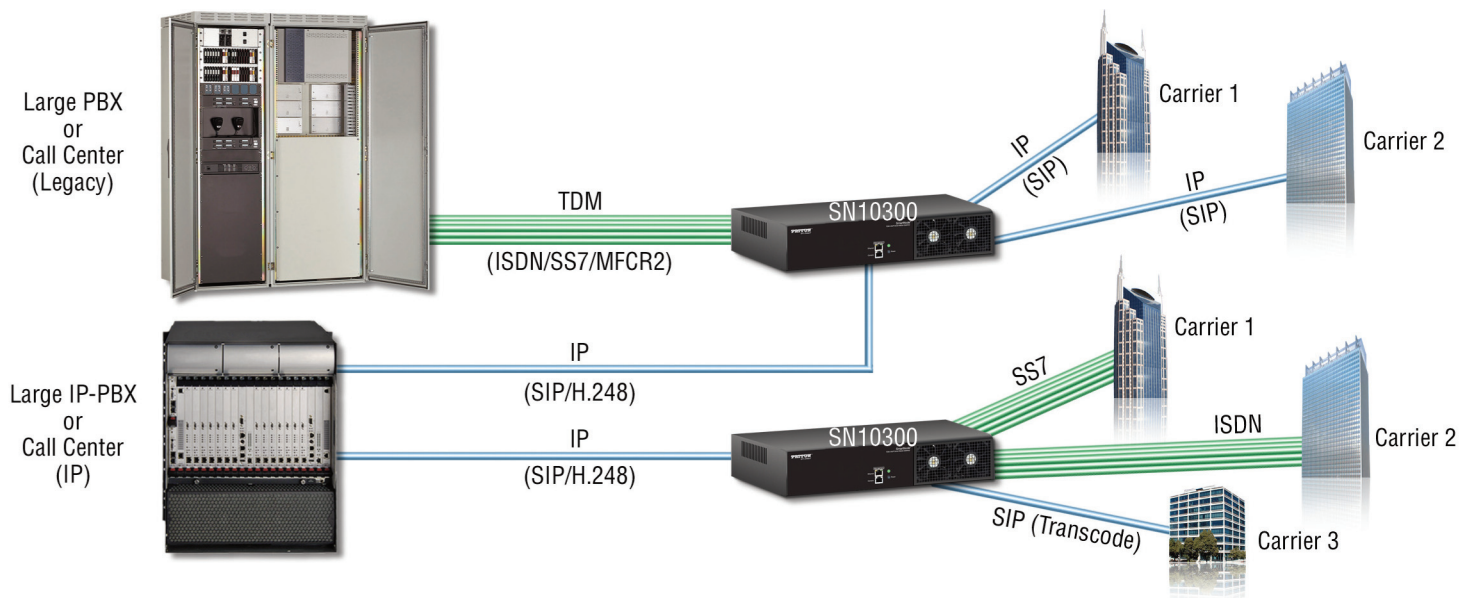 Large PBX
or
Call Center
(Legacy)
TDM
(ISDN/SS7/MFCR2)
SN10300
IP
(SIP)
Carrier 1
IP
(SIP)
Carrier 2
Large IP-PBX
or
Call Center
(IP)
IP
(SIP/H.248)
IP
(SIP/H.248)
SN10300
SS7
Carrier 1
ISDN
Carrier 2
SIP (Transcode)
Carrier 3